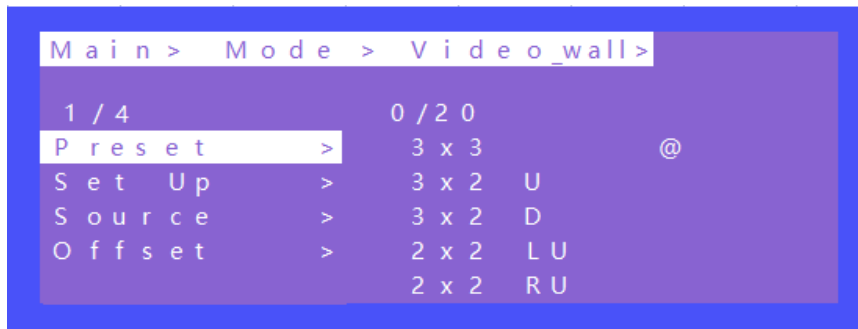 Main> Mode > Video_wall>
1/4 0/20
Preset > 3x3 @
Set Up > 3x2 U
Source > 3x2 D
Offset > 2x2 LU
2x2 RU